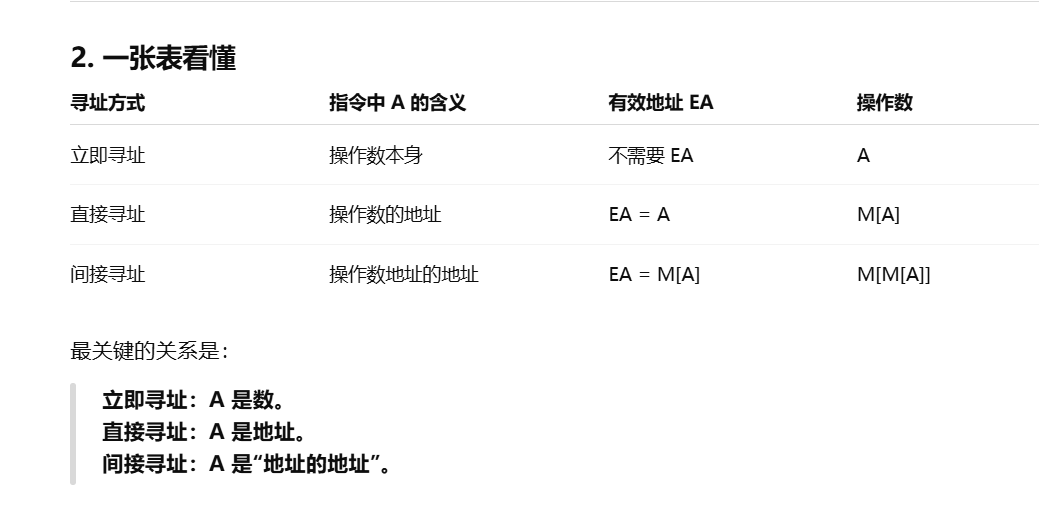 2. 一张表看懂
寻址方式 指令中 A 的含义 有效地址 EA 操作数
立即寻址 操作数本身 不需要 EA A
直接寻址 操作数的地址 EA = A M[A]
间接寻址 操作数地址的地址 EA = M[A] M[M[A]]
最关键的关系是：
立即寻址：A 是数。
直接寻址：A 是地址。
间接寻址：A 是“地址的地址”。